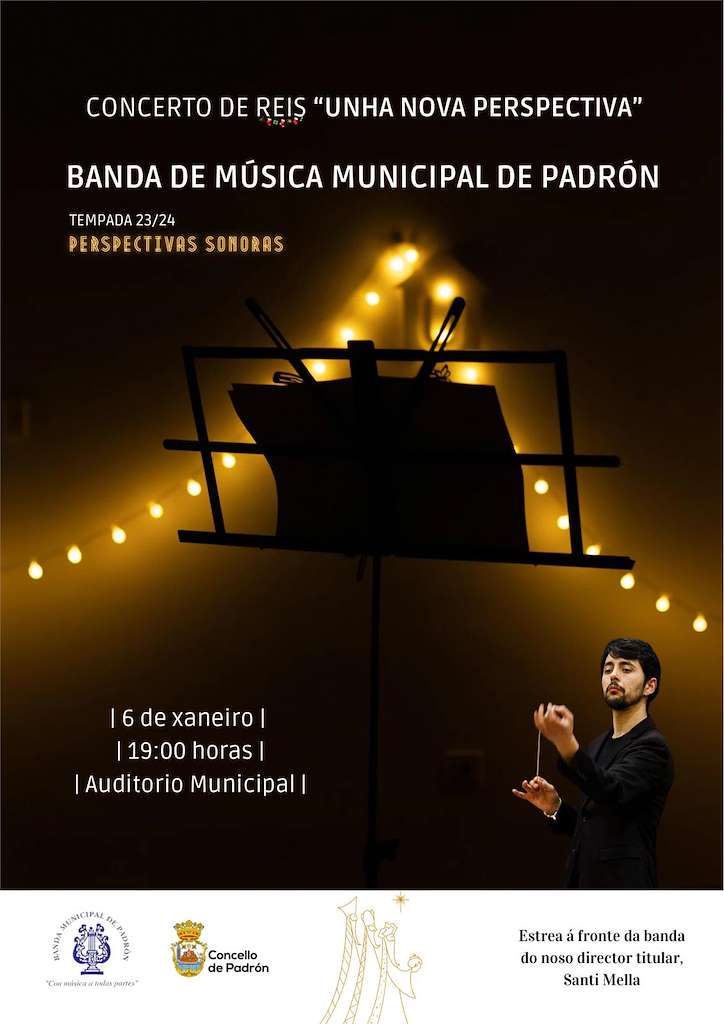 CONCERTO DE REIS “UNHA NOVA PERSPECTIVA”
BANDA DE MÚSICA MUNICIPAL DE PADRÓN
TEMPADA 23/24
PERSPECTIVAS SONORAS
| 6 de xaneiro |
| 19:00 horas |
| Auditorio Municipal |
BANDA MUNICIPAL DE PADRÓN
"Con música a todas partes"
Concello
de Padrón
Estrea á fronte da banda
do noso director titular,
Santi Mella